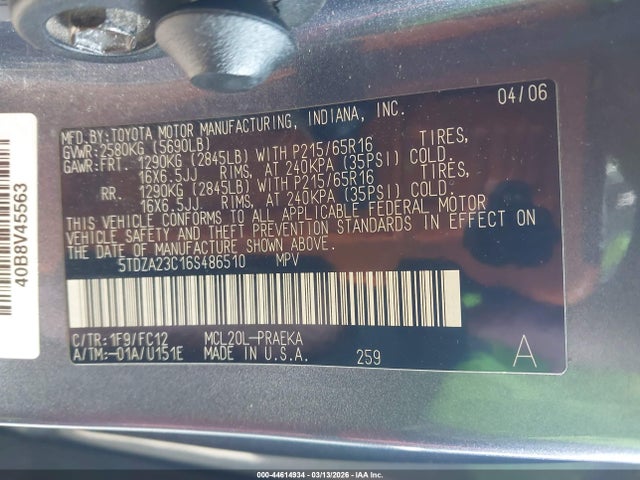 MFD.BY:TOYOTA MOTOR MANUFACTURING, INDIANA, INC. 04/06
GVWR:2580KG (5690LB)
GAWR:FRT. 1290KG (2845LB) WITH P215/65R16 TIRES,
16X6.5JJ RIMS, AT 240KPA (35PSI) COLD.
RR. 1290KG (2845LB) WITH P215/65R16 TIRES,
16X6.5JJ RIMS, AT 240KPA (35PSI) COLD.
THIS VEHICLE CONFORMS TO ALL APPLICABLE FEDERAL MOTOR
VEHICLE SAFETY AND THEFT PREVENTION STANDARDS IN EFFECT ON
THE DATE OF MANUFACTURE SHOWN ABOVE.
5TDZA23C16S486510 MPV
C/TR:1F9/FC12 MCL20L-PRAEKA
A/TM:-01A/U151E MADE IN U.S.A. 259 A
40B8V45563
000-44614934 - 03/13/2026 - IAA Inc.